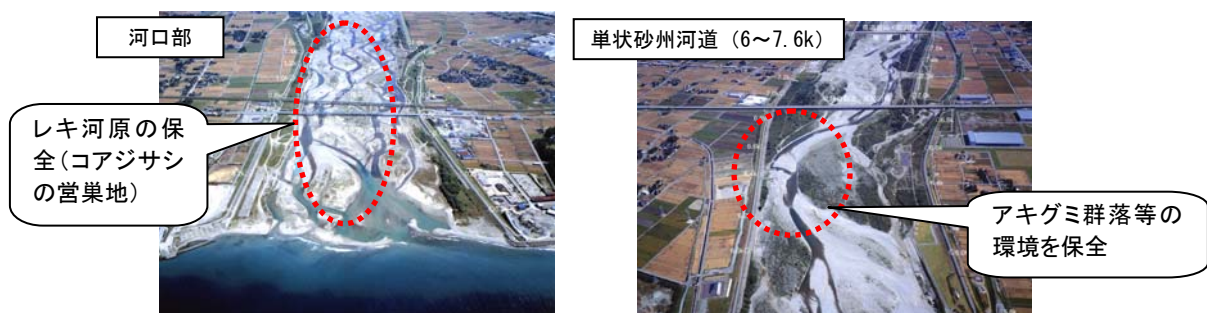 河口部
レキ河原の保
全(コアジサシ
の営巣地)
単状砂州河道 (6～7.6k)
アキグミ群落等の
環境を保全